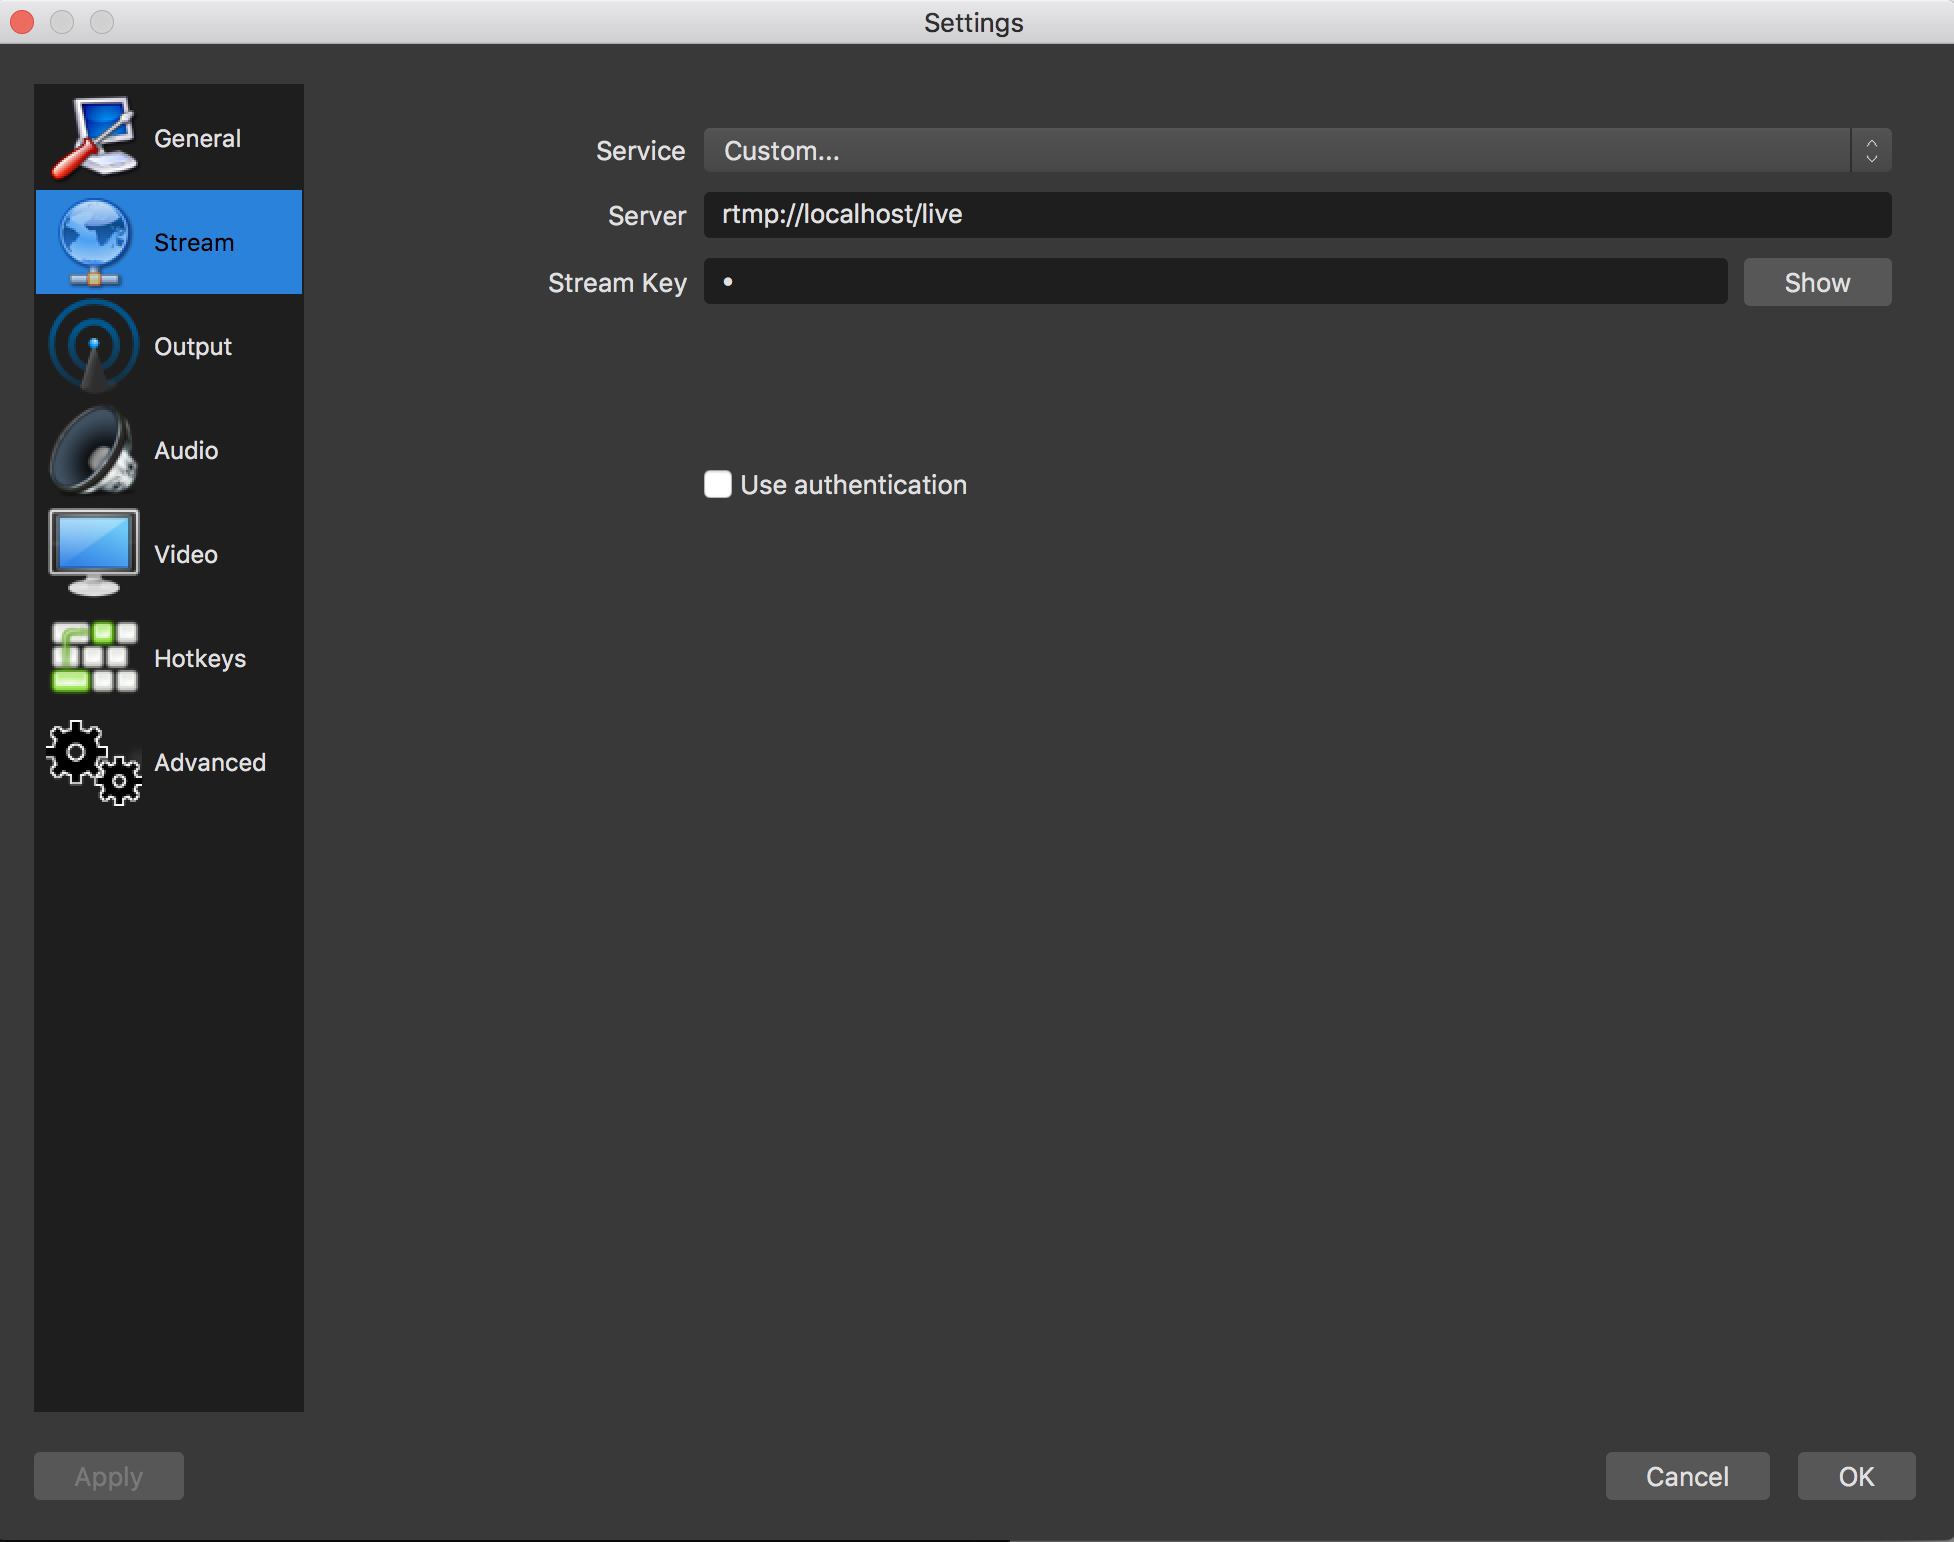 Settings
General
Stream
Output
Audio
Video
Hotkeys
Advanced
Service Custom...
Server rtmp://localhost/live
Stream Key • Show
Use authentication
Apply Cancel OK